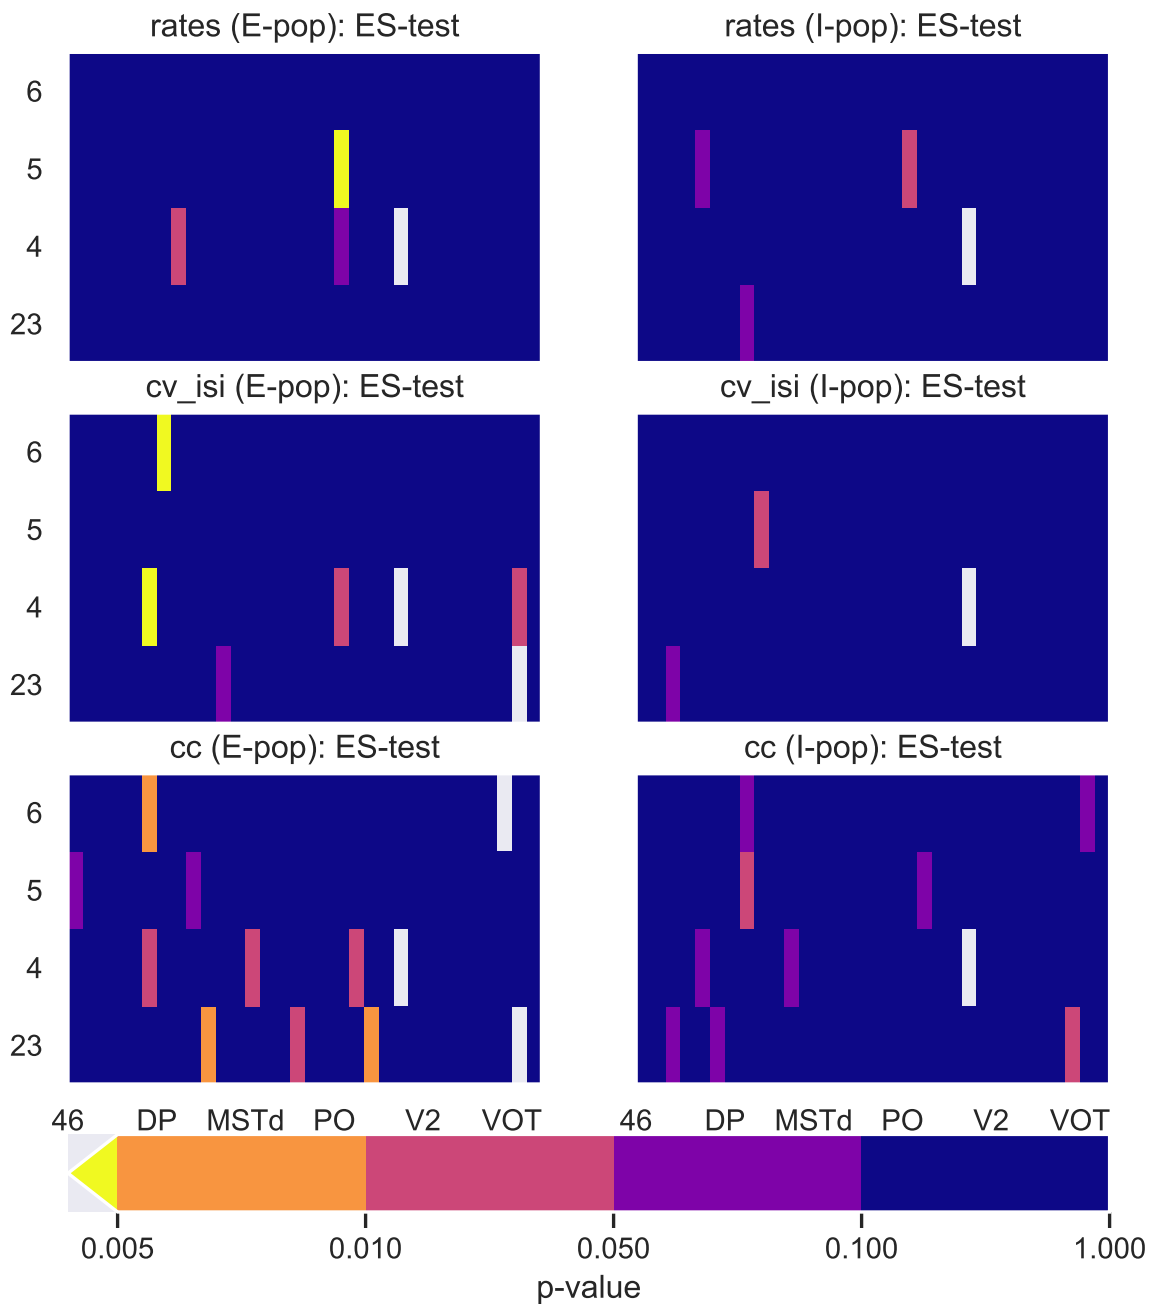 rates (E-pop): ES-test
rates (I-pop): ES-test
6
5
4
23
cv_isi (E-pop): ES-test
cv_isi (I-pop): ES-test
6
5
4
23
cc (E-pop): ES-test
cc (I-pop): ES-test
6
5
4
23
46 DP MSTd PO V2 VOT
46 DP MSTd PO V2 VOT
0.005 0.010 0.050 0.100 1.000
p-value